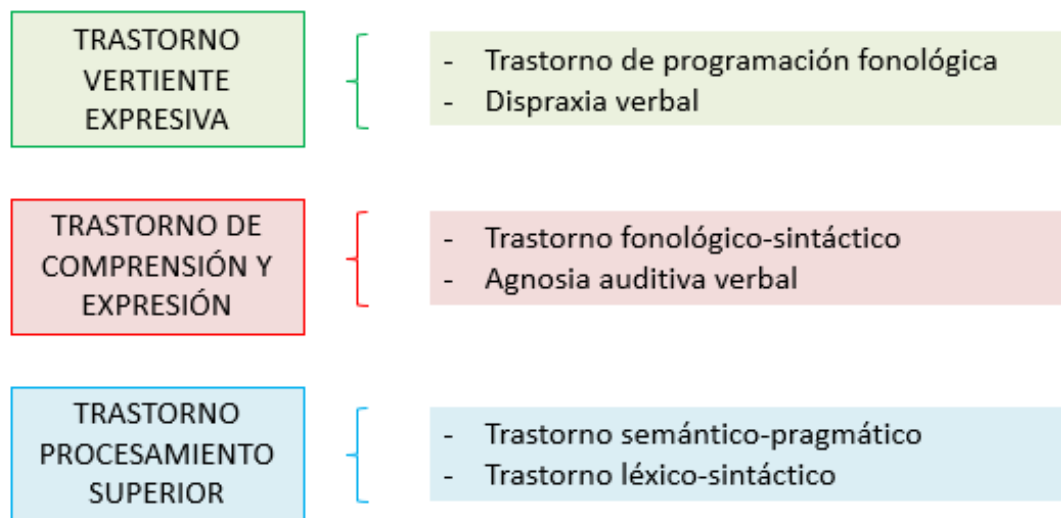 TRASTORNO
VERTIENTE
EXPRESIVA
- Trastorno de programación fonológica
- Dispraxia verbal
TRASTORNO DE
COMPRENSIÓN Y
EXPRESIÓN
- Trastorno fonológico-sintáctico
- Agnosia auditiva verbal
TRASTORNO
PROCESAMIENTO
SUPERIOR
- Trastorno semántico-pragmático
- Trastorno léxico-sintáctico